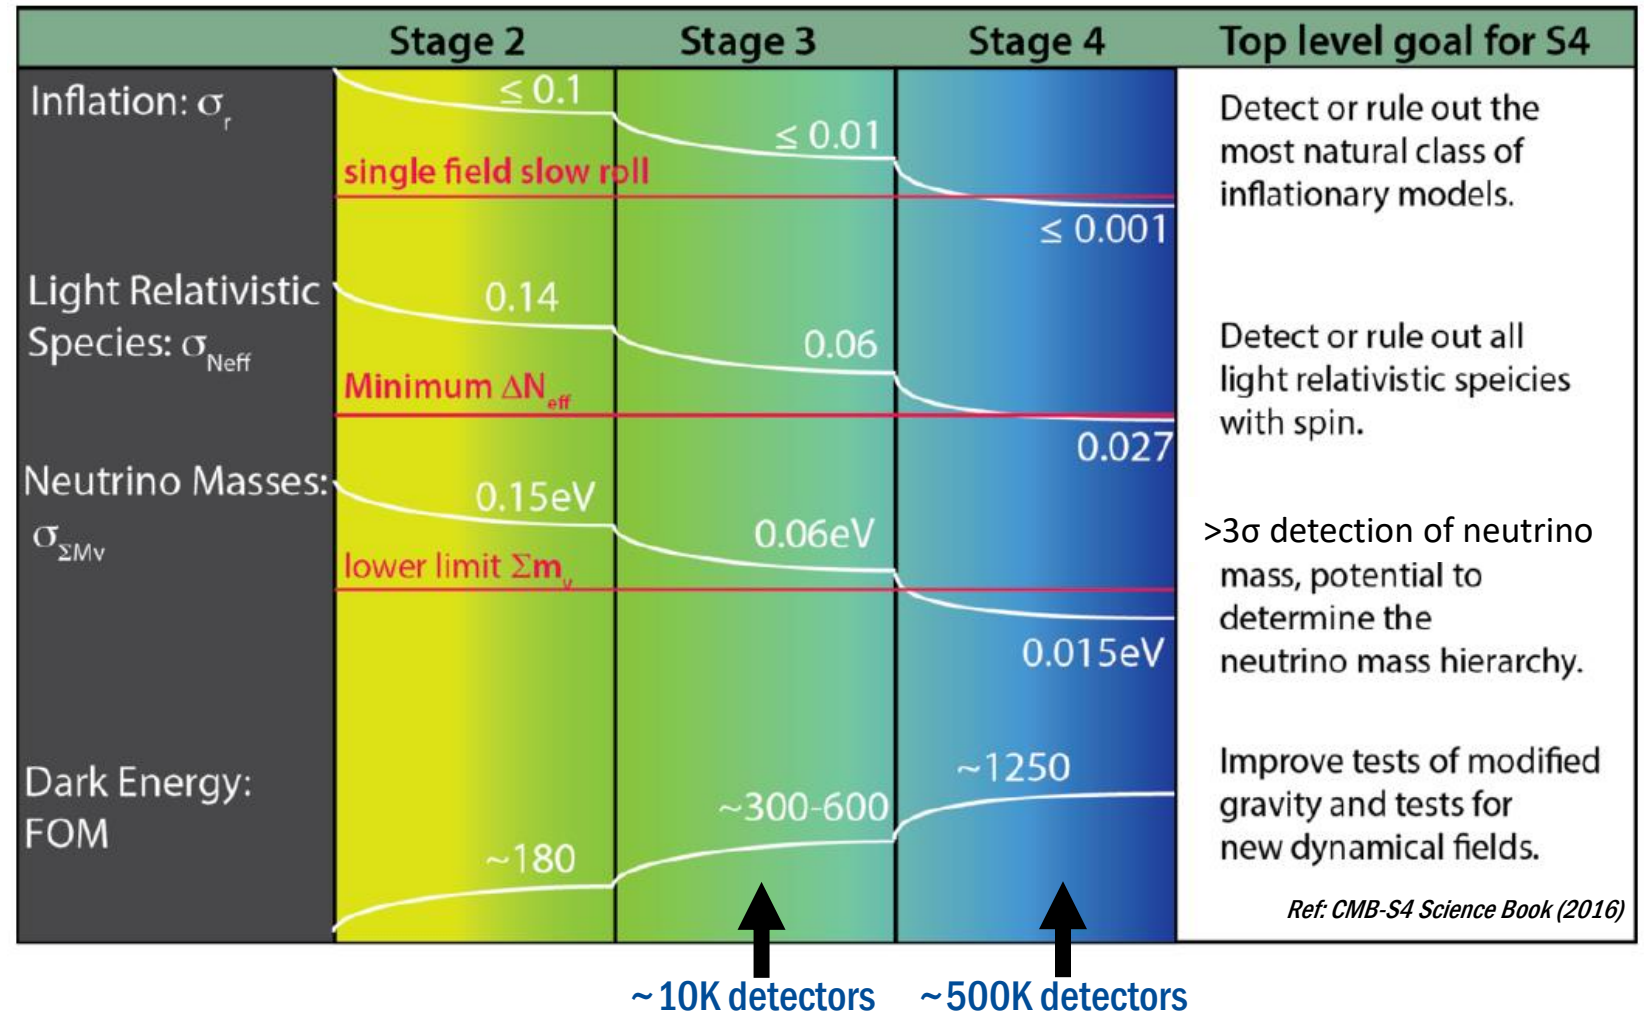 Stage 2 Stage 3 Stage 4 Top level goal for S4
Inflation: σr
≤ 0.1
≤ 0.01
single field slow roll
≤ 0.001
Detect or rule out the
most natural class of
inflationary models.
Light Relativistic
Species: σNeff
0.14
0.06
Minimum ΔNeff
0.027
Detect or rule out all
light relativistic speicies
with spin.
Neutrino Masses:
σΣMν
0.15eV
0.06eV
lower limit Σmν
0.015eV
>3σ detection of neutrino
mass, potential to
determine the
neutrino mass hierarchy.
Dark Energy:
FOM
~180
~300-600
~1250
Improve tests of modified
gravity and tests for
new dynamical fields.
Ref: CMB-S4 Science Book (2016)
~10K detectors ~500K detectors